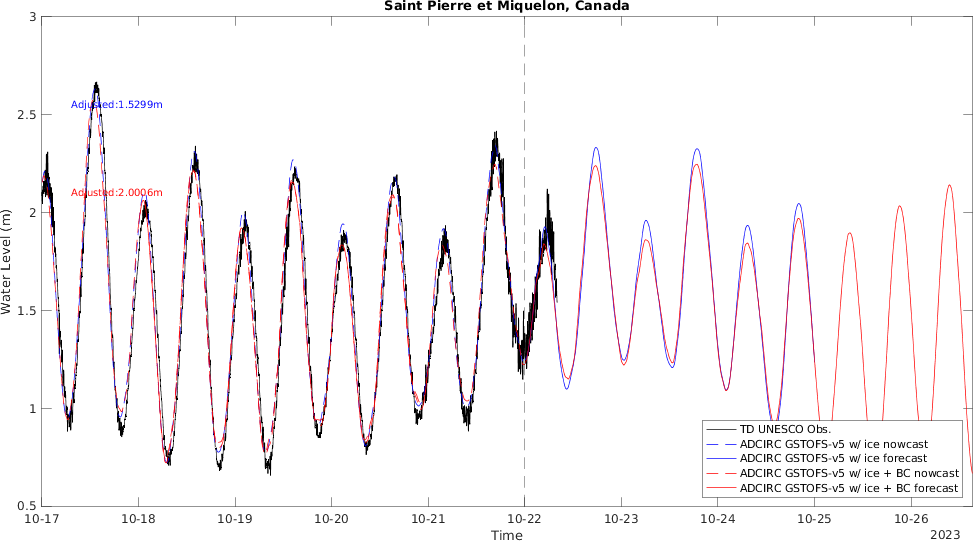 Saint Pierre et Miquelon, Canada
3
2.5
2
1.5
1
0.5
Water Level (m)
Adjusted:1.5299m
Adjusted:2.0006m
TD UNESCO Obs.
ADCIRC GSTOFS-v5 w/ ice nowcast
ADCIRC GSTOFS-v5 w/ ice forecast
ADCIRC GSTOFS-v5 w/ ice + BC nowcast
ADCIRC GSTOFS-v5 w/ ice + BC forecast
10-17 10-18 10-19 10-20 10-21 10-22 10-23 10-24 10-25 10-26
Time
2023